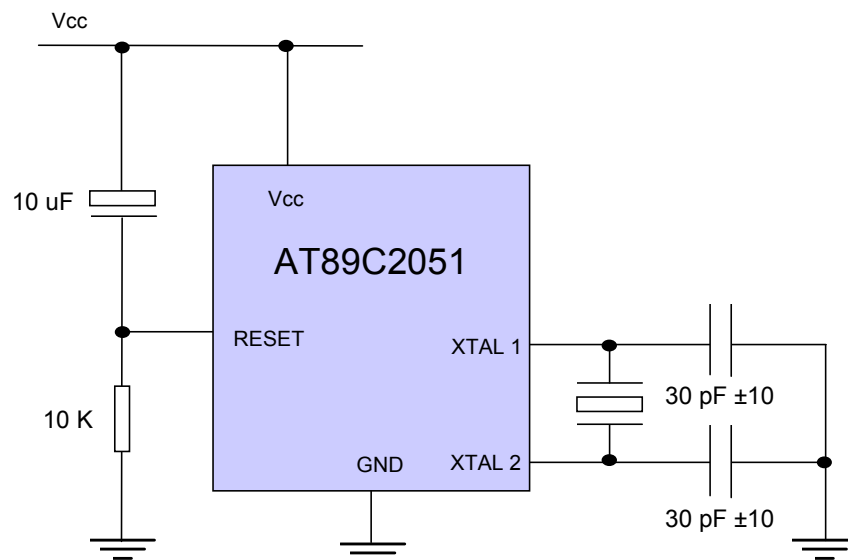 Vcc
10 uF
Vcc
AT89C2051
RESET
XTAL 1
30 pF ±10
10 K
GND
XTAL 2
30 pF ±10